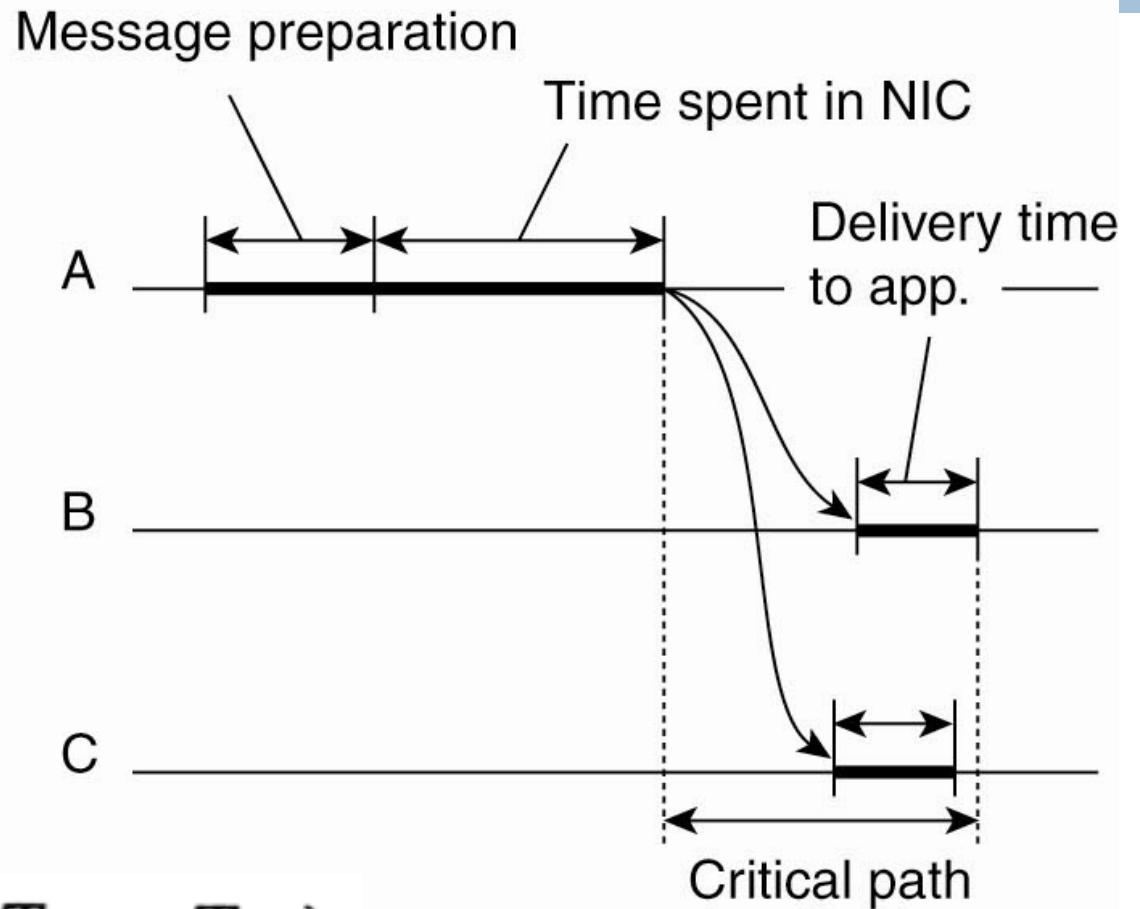 Message preparation
Time spent in NIC
Delivery time
to app.
A
B
C
Critical path